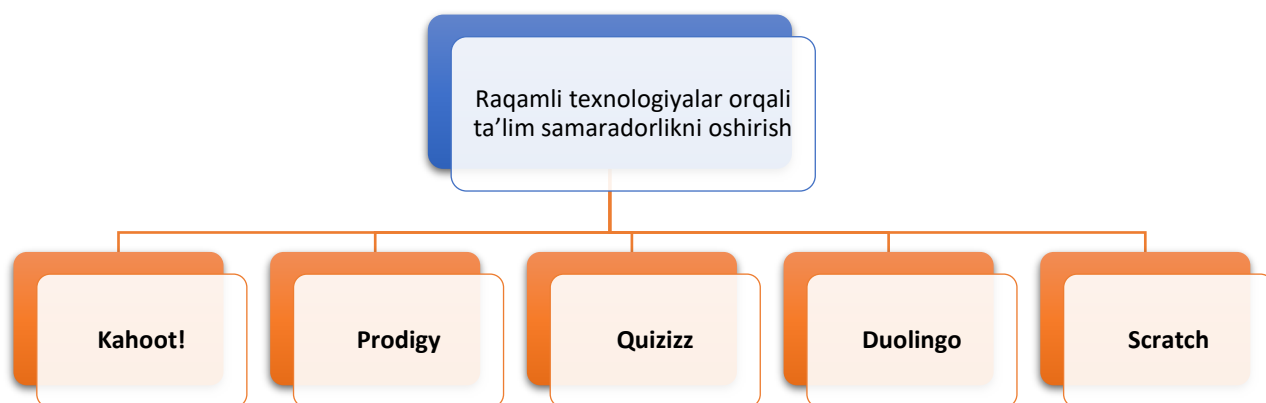 Raqamli texnologiyalar orqali
ta’lim samaradorlikni oshirish
Kahoot!
Prodigy
Quizizz
Duolingo
Scratch